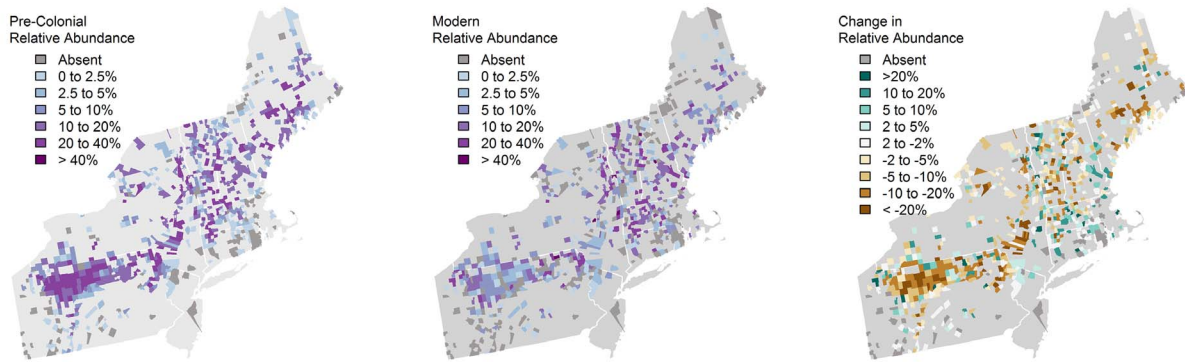 Pre-Colonial
Relative Abundance
Absent
0 to 2.5%
2.5 to 5%
5 to 10%
10 to 20%
20 to 40%
> 40%
Modern
Relative Abundance
Absent
0 to 2.5%
2.5 to 5%
5 to 10%
10 to 20%
20 to 40%
> 40%
Change in
Relative Abundance
Absent
>20%
10 to 20%
5 to 10%
2 to 5%
2 to -2%
-2 to -5%
-5 to -10%
-10 to -20%
< -20%